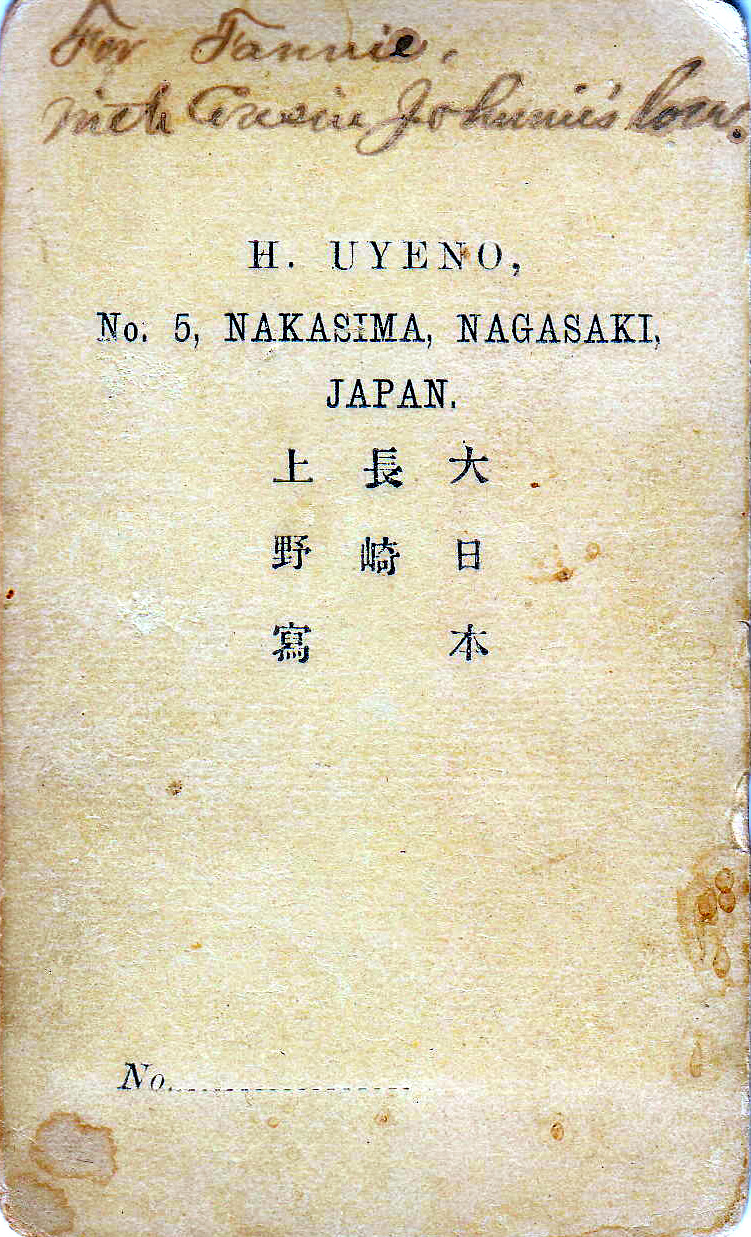 For Fannie.
with Cousin Johnnie's love.
H. UYENO,
No. 5, NAKASIMA, NAGASAKI,
JAPAN.
大日本
長崎
上野寫
No.